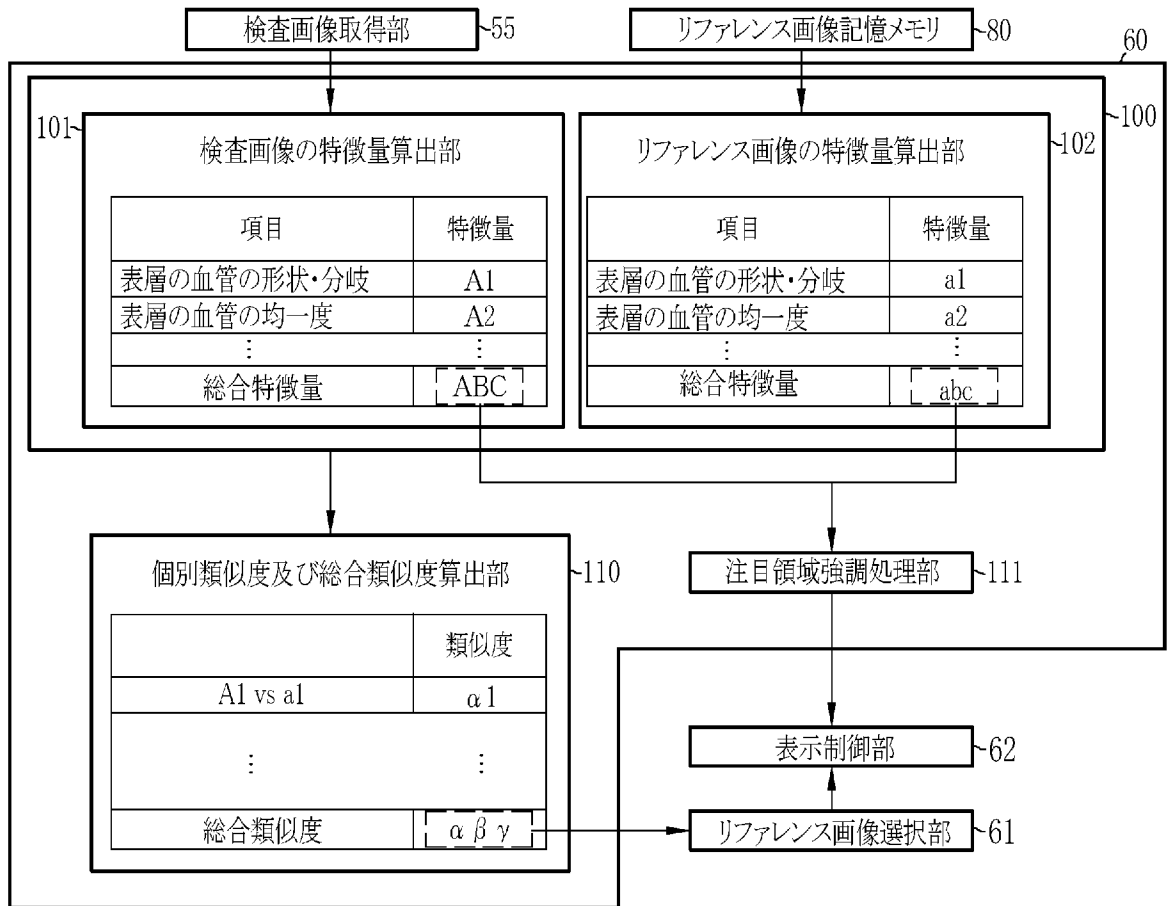 検査画像取得部 55
リファレンス画像記憶メモリ 80
60
100
101
検査画像の特徴量算出部
項目 特徴量
表層の血管の形状・分岐 A1
表層の血管の均一度 A2
⋮ ⋮
総合特徴量 ABC
102
リファレンス画像の特徴量算出部
項目 特徴量
表層の血管の形状・分岐 a1
表層の血管の均一度 a2
⋮ ⋮
総合特徴量 abc
個別類似度及び総合類似度算出部 110
類似度
A1 vs a1 α1
⋮ ⋮
総合類似度 αβγ
注目領域強調処理部 111
表示制御部 62
リファレンス画像選択部 61